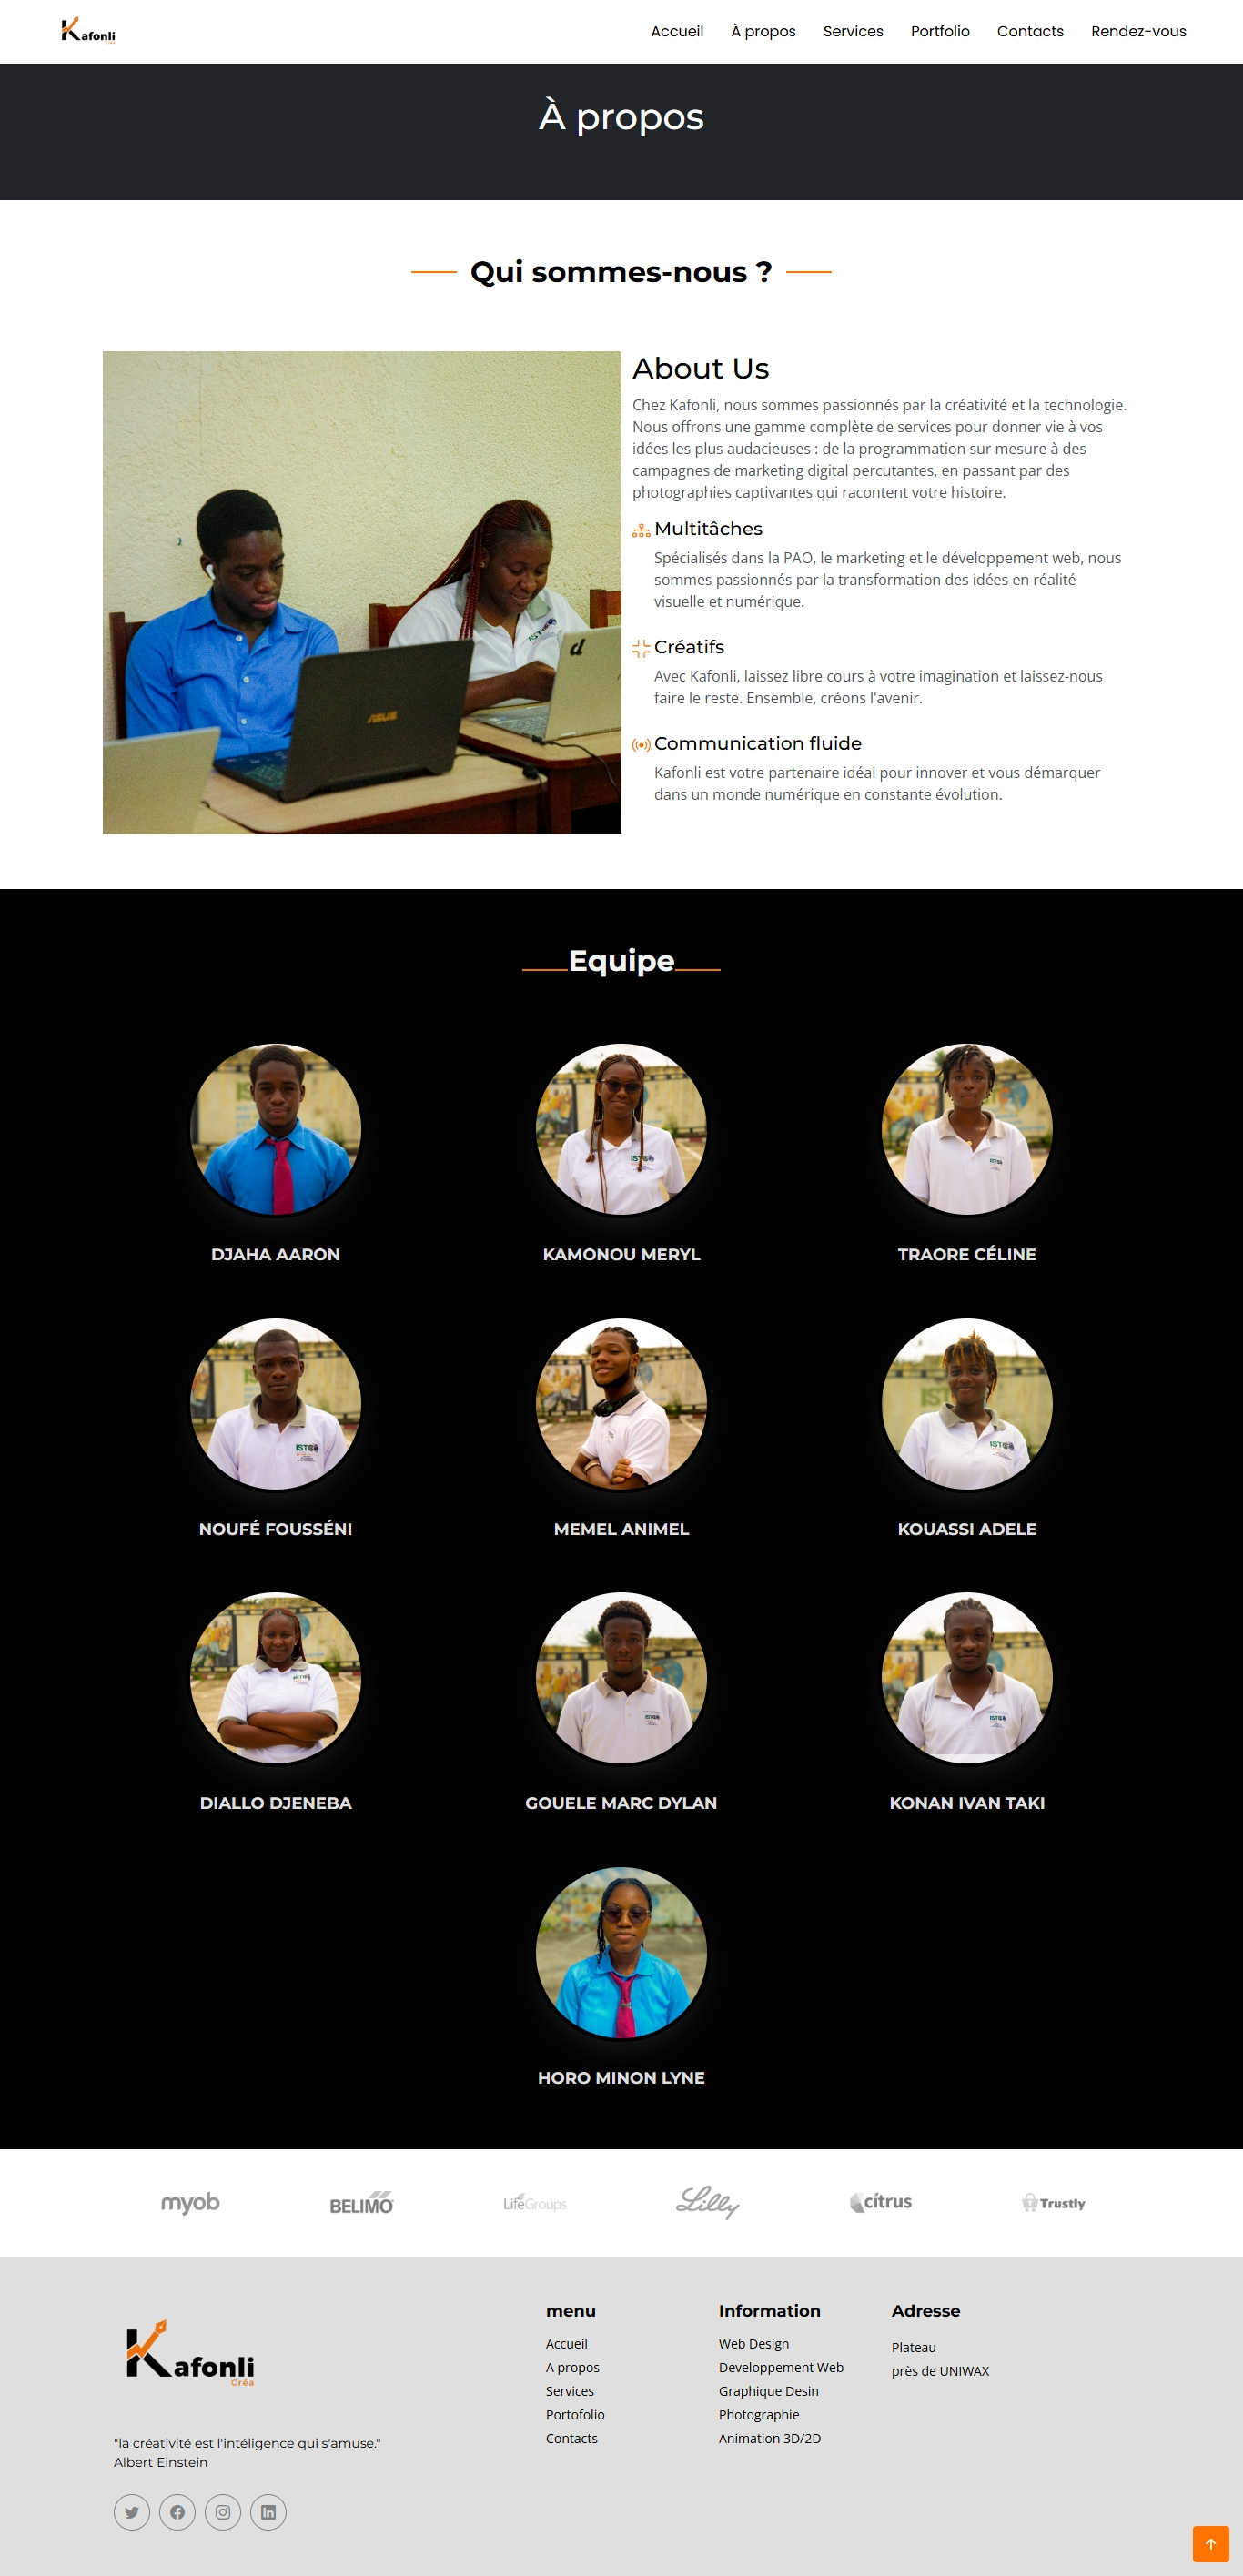 Kafonli
Créa
Accueil À propos Services Portfolio Contacts Rendez-vous
À propos
Qui sommes-nous ?
About Us
Chez Kafonli, nous sommes passionnés par la créativité et la technologie.
Nous offrons une gamme complète de services pour donner vie à vos
idées les plus audacieuses : de la programmation sur mesure à des
campagnes de marketing digital percutantes, en passant par des
photographies captivantes qui racontent votre histoire.
Multitâches
Spécialisés dans la PAO, le marketing et le développement web, nous
sommes passionnés par la transformation des idées en réalité
visuelle et numérique.
Créatifs
Avec Kafonli, laissez libre cours à votre imagination et laissez-nous
faire le reste. Ensemble, créons l'avenir.
Communication fluide
Kafonli est votre partenaire idéal pour innover et vous démarquer
dans un monde numérique en constante évolution.
ASUS
Equipe
DJAHA AARON
KAMONOU MERYL
TRAORE CÉLINE
NOUFÉ FOUSSÉNI
MEMEL ANIMEL
KOUASSI ADELE
DIALLO DJENEBA
GOUELE MARC DYLAN
KONAN IVAN TAKI
HORO MINON LYNE
myob
BELIMO
LifeGroups
Lilly
citrus
Trustly
Kafonli
Créa
"la créativité est l'intéligence qui s'amuse."
Albert Einstein
menu
Accueil
A propos
Services
Portofolio
Contacts
Information
Web Design
Developpement Web
Graphique Desin
Photographie
Animation 3D/2D
Adresse
Plateau
près de UNIWAX